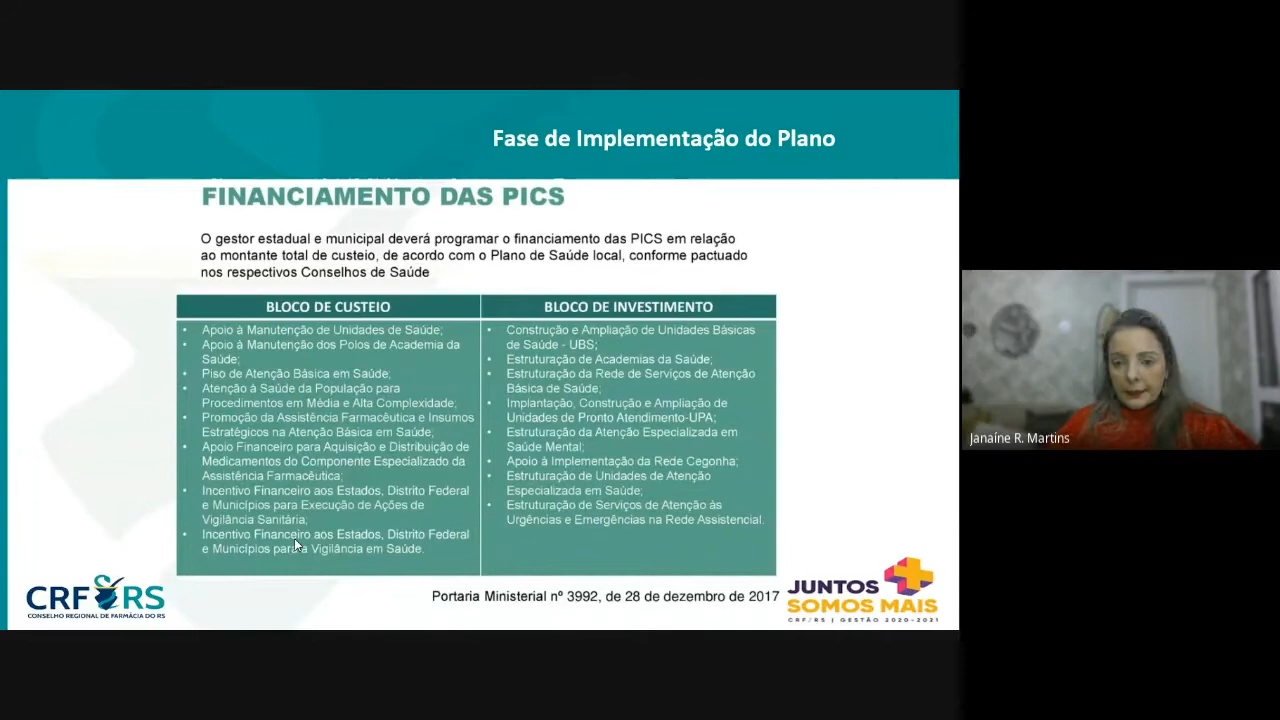 Fase de Implementação do Plano
FINANCIAMENTO DAS PICS
O gestor estadual e municipal deverá programar o financiamento das PICS em relação
ao montante total de custeio, de acordo com o Plano de Saúde local, conforme pactuado
nos respectivos Conselhos de Saúde
BLOCO DE CUSTEIO
• Apoio à Manutenção de Unidades de Saúde;
• Apoio à Manutenção dos Polos de Academia da
Saúde;
• Piso de Atenção Básica em Saúde;
• Atenção à Saúde da População para
Procedimentos em Média e Alta Complexidade;
• Promoção da Assistência Farmacêutica e Insumos
Estratégicos na Atenção Básica em Saúde;
• Apoio Financeiro para Aquisição e Distribuição de
Medicamentos do Componente Especializado da
Assistência Farmacêutica;
• Incentivo Financeiro aos Estados, Distrito Federal
e Municípios para Execução de Ações de
Vigilância Sanitária;
• Incentivo Financeiro aos Estados, Distrito Federal
e Municípios para a Vigilância em Saúde.
BLOCO DE INVESTIMENTO
• Construção e Ampliação de Unidades Básicas
de Saúde - UBS;
• Estruturação de Academias da Saúde;
• Estruturação da Rede de Serviços de Atenção
Básica de Saúde;
• Implantação, Construção e Ampliação de
Unidades de Pronto Atendimento-UPA;
• Estruturação da Atenção Especializada em
Saúde Mental;
• Apoio à Implementação da Rede Cegonha;
• Estruturação de Unidades de Atenção
Especializada em Saúde;
• Estruturação de Serviços de Atenção às
Urgências e Emergências na Rede Assistencial.
Portaria Ministerial nº 3992, de 28 de dezembro de 2017
CRF RS
CONSELHO REGIONAL DE FARMÁCIA DO RS
JUNTOS
SOMOS MAIS
CRF/RS | GESTÃO 2020-2021
Janaíne R. Martins